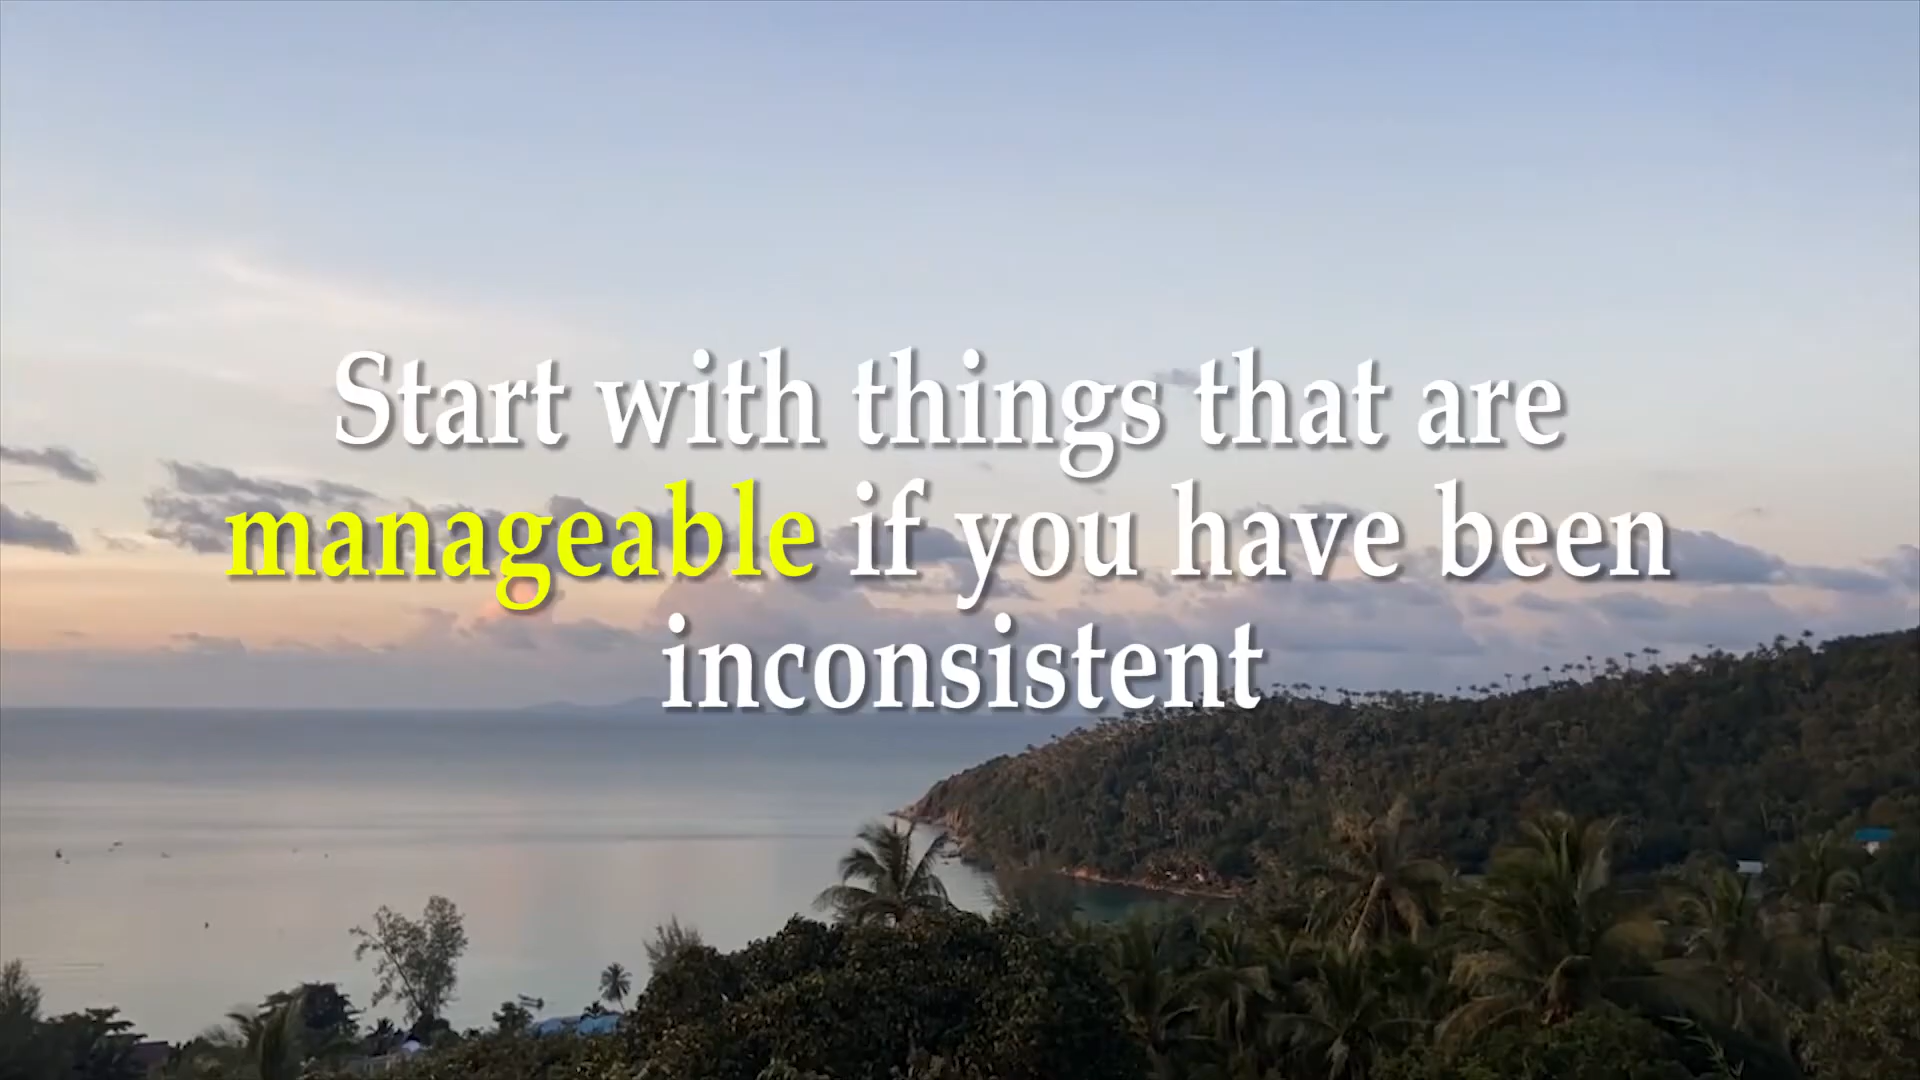 Start with things that are
manageable if you have been
inconsistent